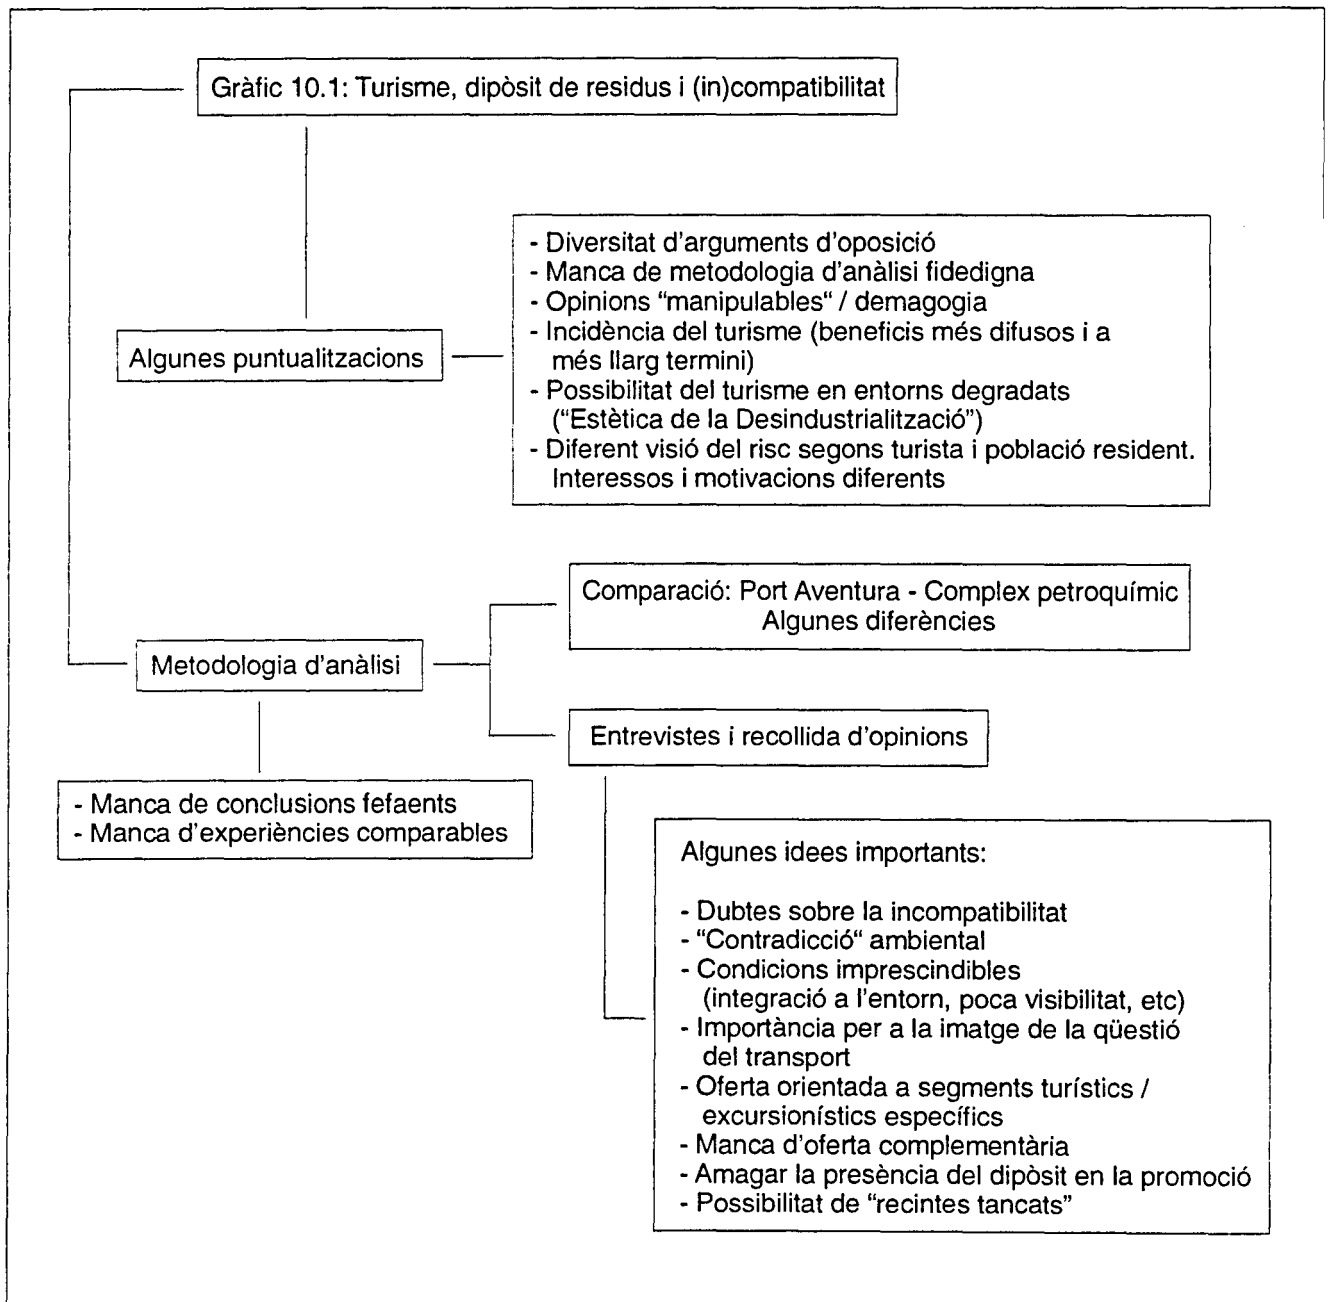 Gràfic 10.1: Turisme, dipòsit de residus i (in)compatibilitat
Algunes puntualitzacions
- Diversitat d'arguments d'oposició
- Manca de metodologia d'anàlisi fidedigna
- Opinions “manipulables“ / demagogia
- Incidència del turisme (beneficis més difusos i a
més llarg termini)
- Possibilitat del turisme en entorns degradats
(“Estètica de la Desindustrialització”)
- Diferent visió del risc segons turista i població resident.
Interessos i motivacions diferents
Metodologia d'anàlisi
Comparació: Port Aventura - Complex petroquímic
Algunes diferències
Entrevistes i recollida d'opinions
- Manca de conclusions fefaents
- Manca d'experiències comparables
Algunes idees importants:
- Dubtes sobre la incompatibilitat
- “Contradicció“ ambiental
- Condicions imprescindibles
(integració a l'entorn, poca visibilitat, etc)
- Importància per a la imatge de la qüestió
del transport
- Oferta orientada a segments turístics /
excursionístics específics
- Manca d'oferta complementària
- Amagar la presència del dipòsit en la promoció
- Possibilitat de “recintes tancats”